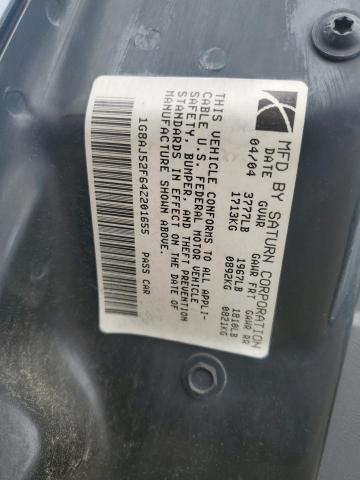 MFD BY SATURN CORPORATION
DATE GVWR GAWR FRT GAWR RR
04/04 3777LB 1967LB 1810LB
1713KG 0892KG 0821KG
THIS VEHICLE CONFORMS TO ALL APPLI-
CABLE U.S. FEDERAL MOTOR VEHICLE
SAFETY, BUMPER, AND THEFT PREVENTION
STANDARDS IN EFFECT ON THE DATE OF
MANUFACTURE SHOWN ABOVE.
1G8AJ52F64Z201655 PASS CAR